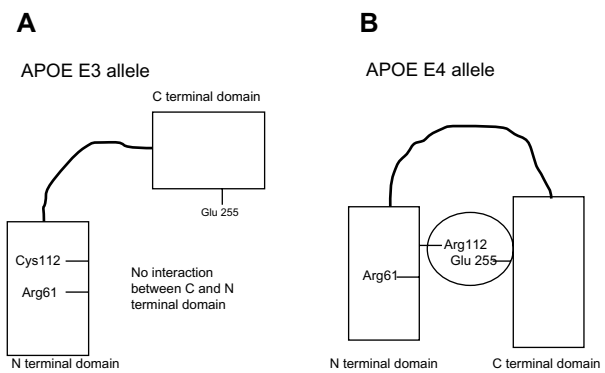 A
APOE E3 allele
C terminal domain
Glu 255
Cys112
Arg61
No interaction
between C and N
terminal domain
N terminal domain
B
APOE E4 allele
Arg112
Glu 255
Arg61
N terminal domain
C terminal domain